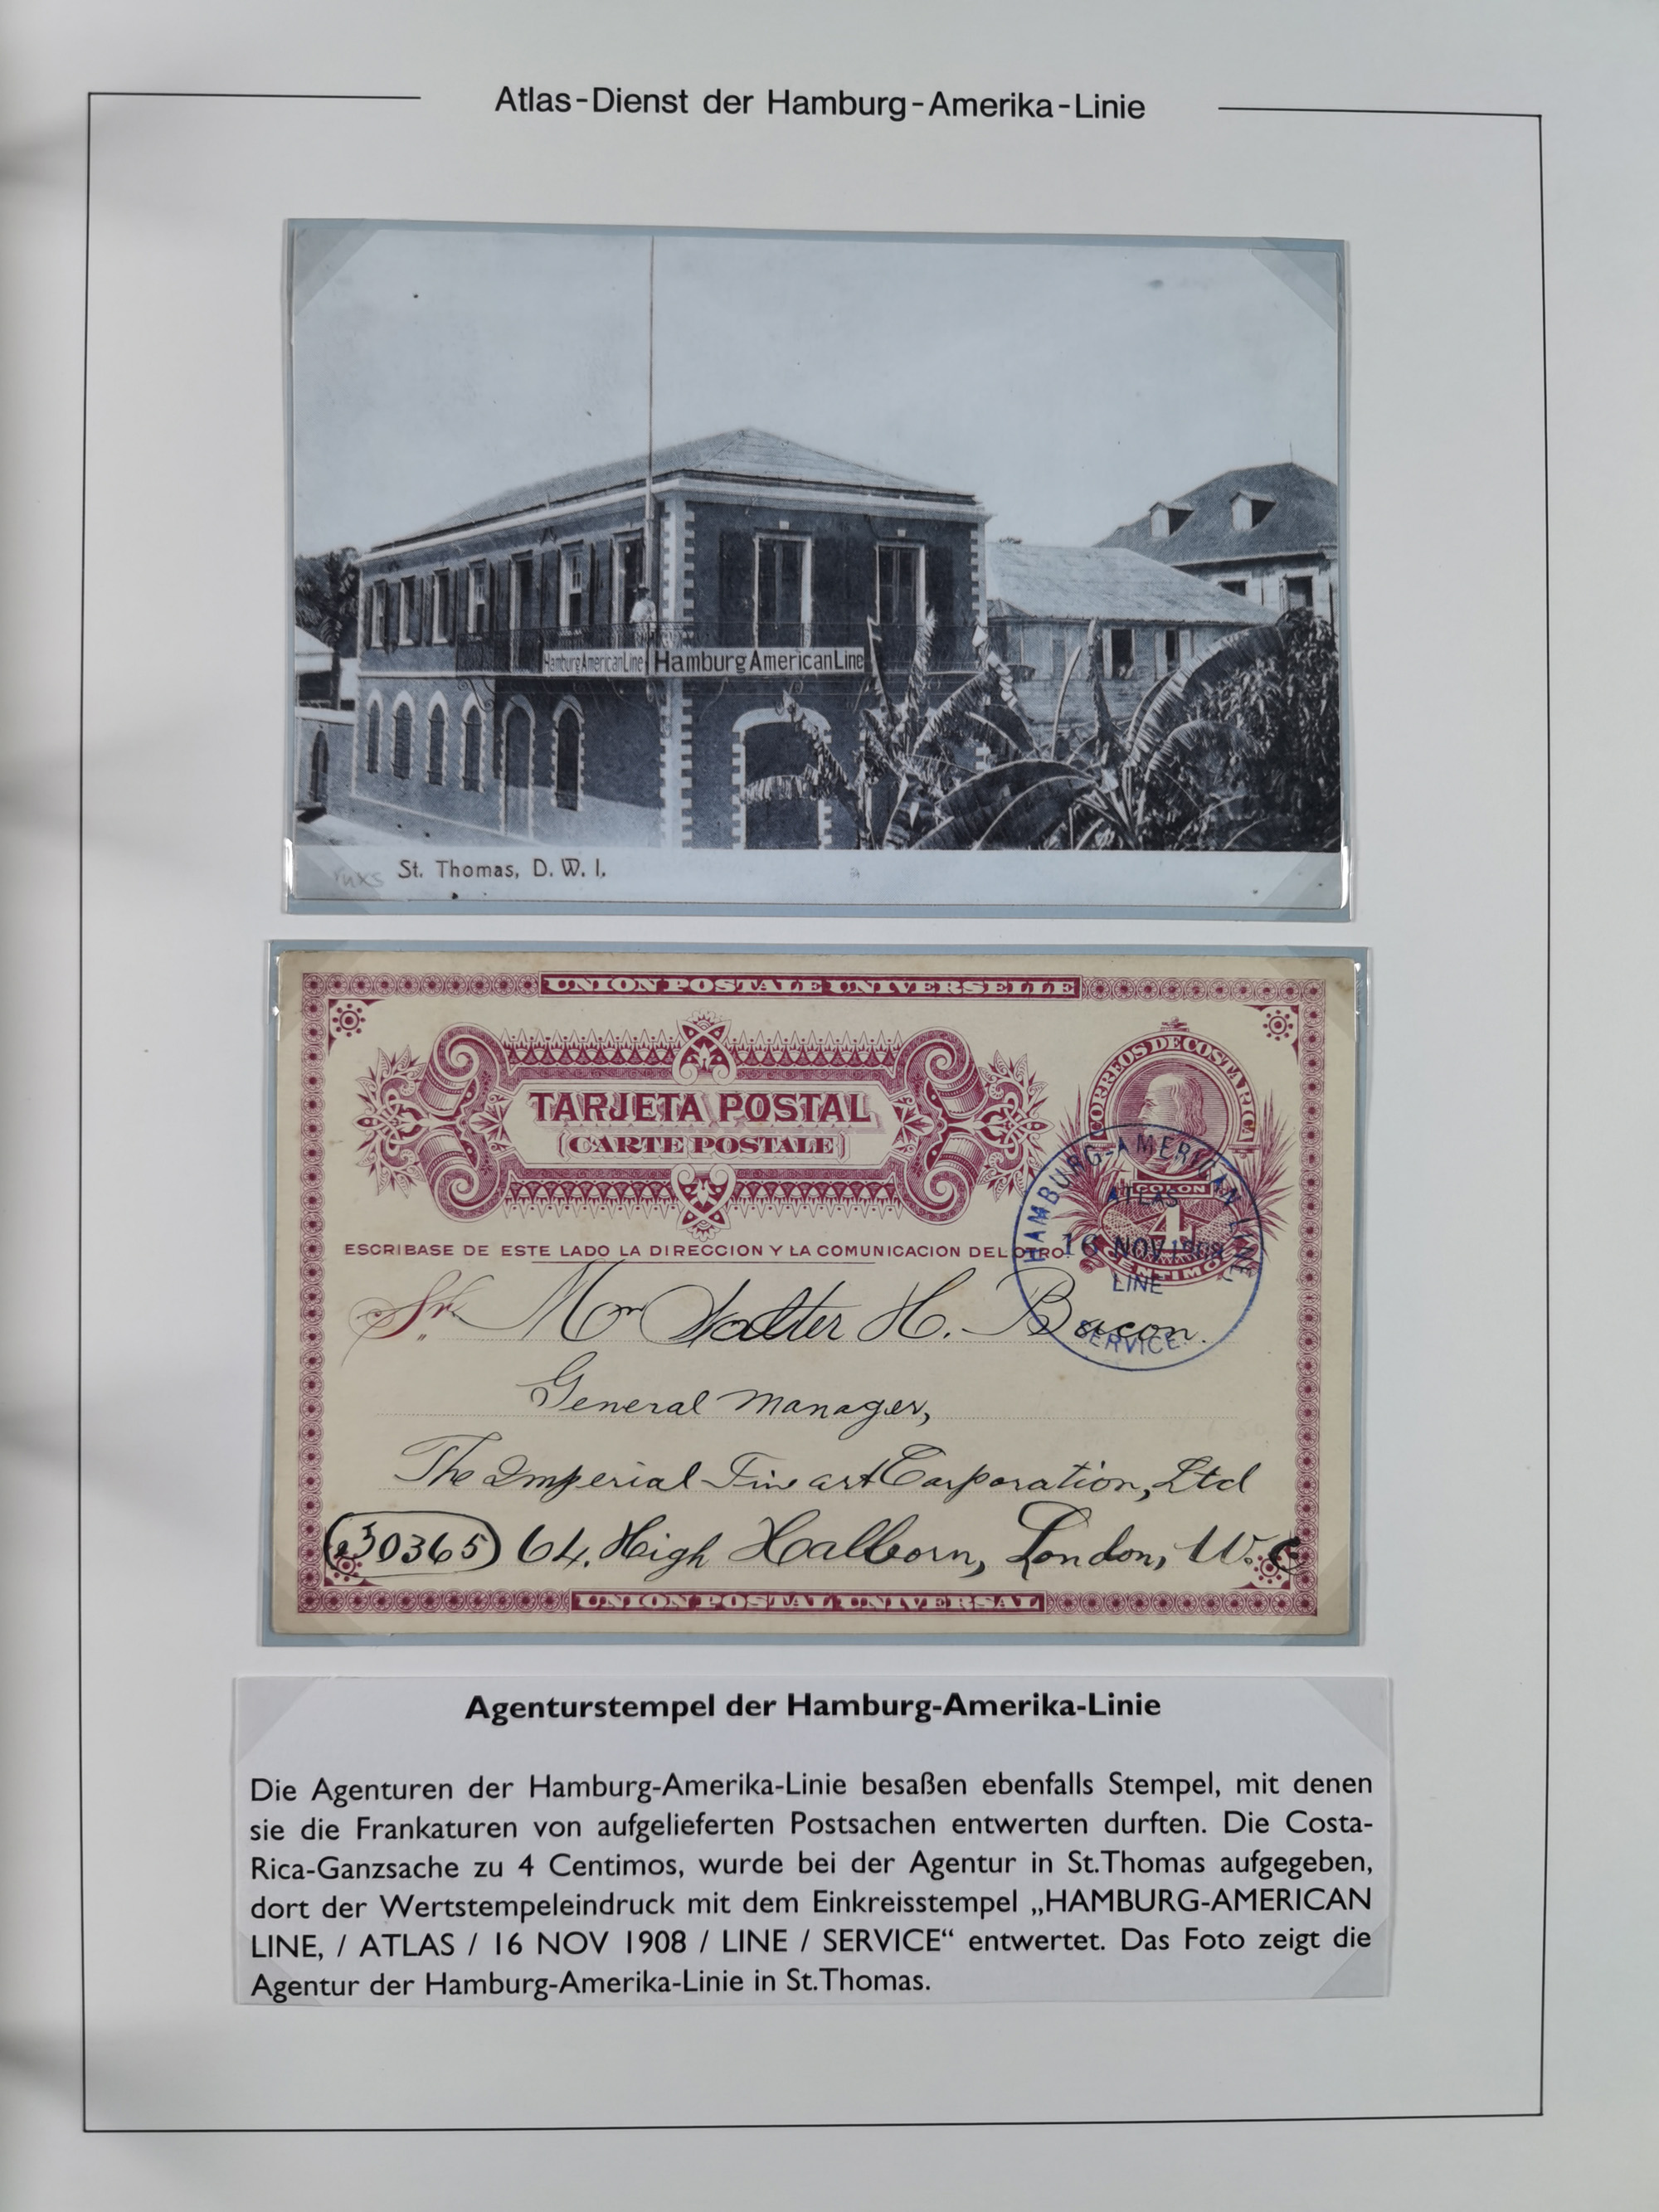 Atlas-Dienst der Hamburg-Amerika-Linie
Hamburg American Line Hamburg American Line
St. Thomas, D. W. I.
UNION POSTALE UNIVERSELLE
TARJETA POSTAL
(CARTE POSTALE)
CORREOS DE COSTA RICA
COLON
4
CENTIMOS
HAMBURG-AMERICAN LINE,
ATLAS
16 NOV 1908
LINE
SERVICE.
ESCRIBASE DE ESTE LADO LA DIRECCION Y LA COMUNICACION DEL OTRO.
Sr. Mr Walter H. Bacon.
General Manager,
The Imperial Fine art Corporation, Ltd
30365 64, High Halborn, London, W. C
UNION POSTAL UNIVERSAL
Agenturstempel der Hamburg-Amerika-Linie
Die Agenturen der Hamburg-Amerika-Linie besaßen ebenfalls Stempel, mit denen
sie die Frankaturen von aufgelieferten Postsachen entwerten durften. Die Costa-
Rica-Ganzsache zu 4 Centimos, wurde bei der Agentur in St.Thomas aufgegeben,
dort der Wertstempeleindruck mit dem Einkreisstempel „HAMBURG-AMERICAN
LINE, / ATLAS / 16 NOV 1908 / LINE / SERVICE“ entwertet. Das Foto zeigt die
Agentur der Hamburg-Amerika-Linie in St.Thomas.